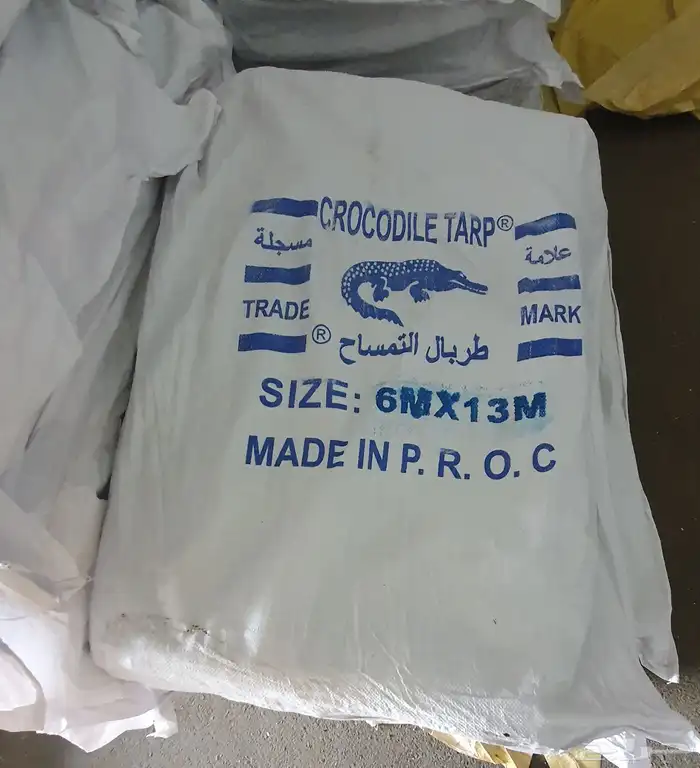 CROCODILE TARP®
مسجلة
علامة
TRADE
MARK
® طربال التمساح
SIZE: 6MX13M
MADE IN P. R. O. C